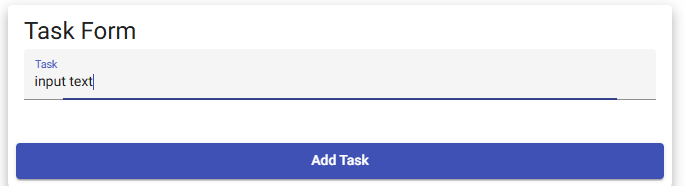 Task Form
Task
input text
Add Task